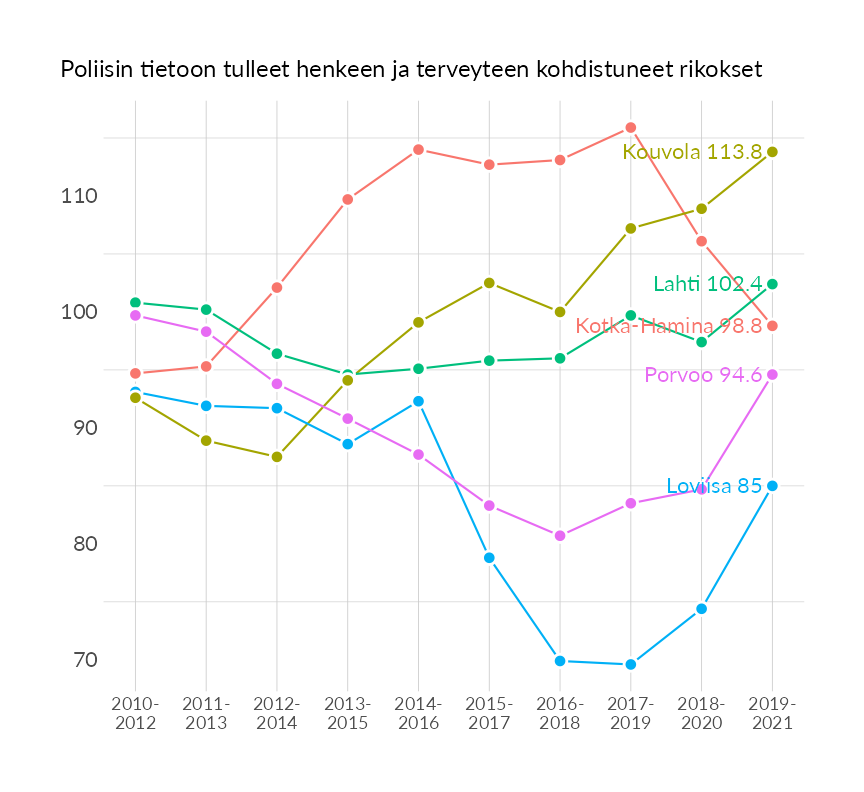 Poliisin tietoon tulleet henkeen ja terveyteen kohdistuneet rikokset
Kouvola 113.8
110
Lahti 102.4
100
Kotka-Hamina 98.8
Porvoo 94.6
90
Loviisa 85
80
70
2010- 2011- 2012- 2013- 2014- 2015- 2016- 2017- 2018- 2019-
2012 2013 2014 2015 2016 2017 2018 2019 2020 2021